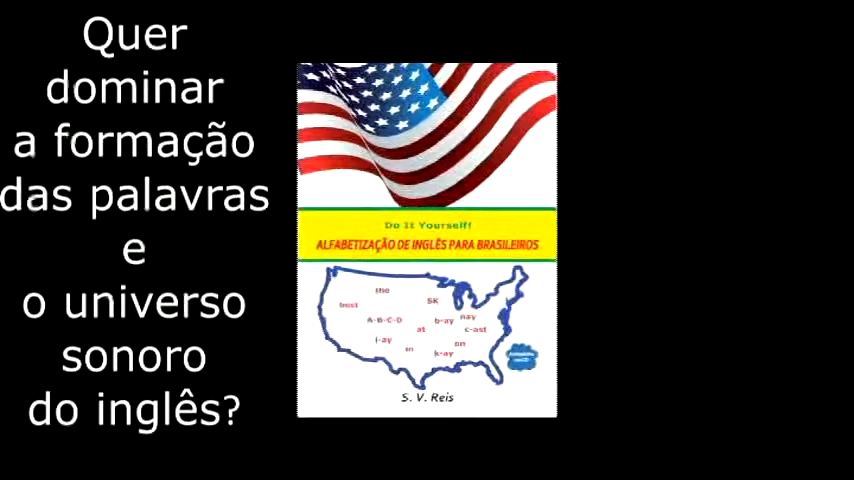 Quer
dominar
a formação
das palavras
e
o universo
sonoro
do inglês?
Do It Yourself!
ALFABETIZAÇÃO DE INGLÊS PARA BRASILEIROS
the
best
SK
A-B-C-D
b-ay
nay
at
c-ast
j-ay
in
on
k-ay
S. V. Reis